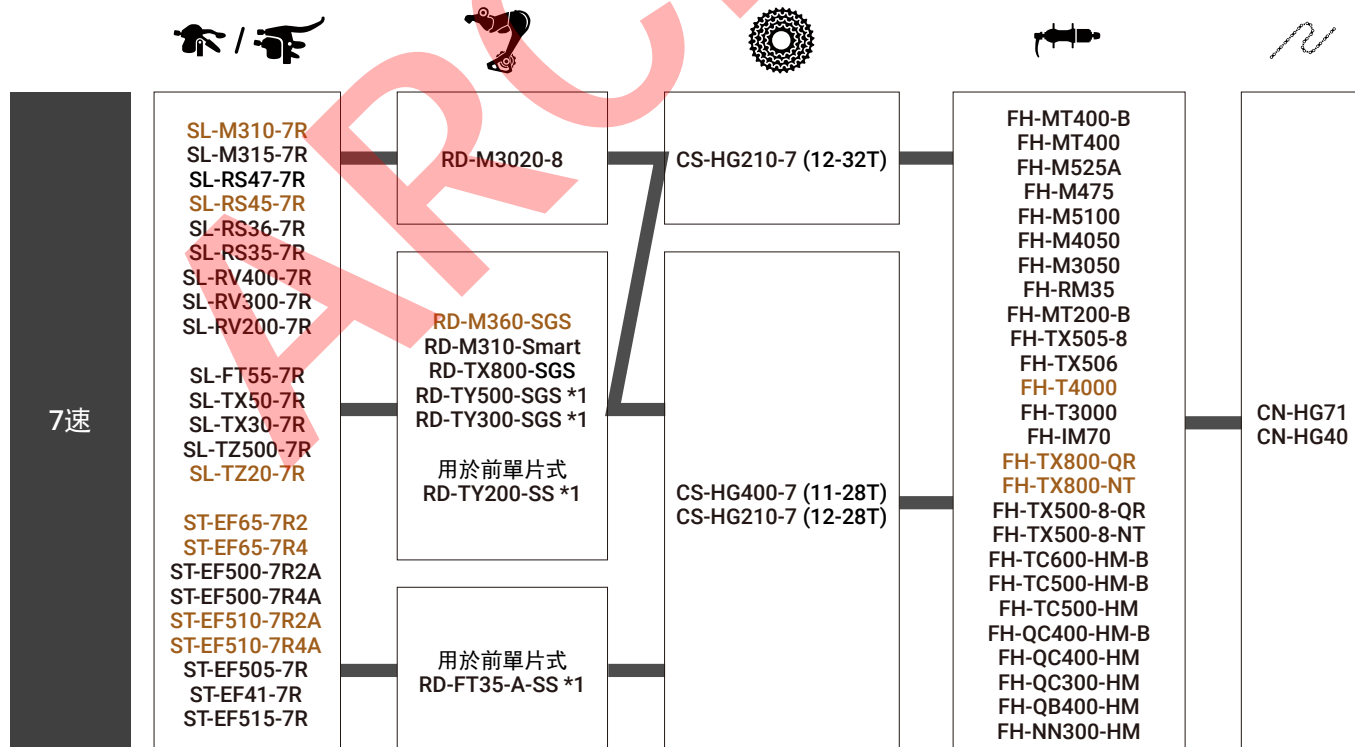 7速
SL-M310-7R
SL-M315-7R
SL-RS47-7R
SL-RS45-7R
SL-RS36-7R
SL-RS35-7R
SL-RV400-7R
SL-RV300-7R
SL-RV200-7R
SL-FT55-7R
SL-TX50-7R
SL-TX30-7R
SL-TZ500-7R
SL-TZ20-7R
ST-EF65-7R2
ST-EF65-7R4
ST-EF500-7R2A
ST-EF500-7R4A
ST-EF510-7R2A
ST-EF510-7R4A
ST-EF505-7R
ST-EF41-7R
ST-EF515-7R
RD-M3020-8
RD-M360-SGS
RD-M310-Smart
RD-TX800-SGS
RD-TY500-SGS *1
RD-TY300-SGS *1
用於前單片式
RD-TY200-SS *1
用於前單片式
RD-FT35-A-SS *1
CS-HG210-7 (12-32T)
CS-HG400-7 (11-28T)
CS-HG210-7 (12-28T)
FH-MT400-B
FH-MT400
FH-M525A
FH-M475
FH-M5100
FH-M4050
FH-M3050
FH-RM35
FH-MT200-B
FH-TX505-8
FH-TX506
FH-T4000
FH-T3000
FH-IM70
FH-TX800-QR
FH-TX800-NT
FH-TX500-8-QR
FH-TX500-8-NT
FH-TC600-HM-B
FH-TC500-HM-B
FH-TC500-HM
FH-QC400-HM-B
FH-QC400-HM
FH-QC300-HM
FH-QB400-HM
FH-NN300-HM
CN-HG71
CN-HG40